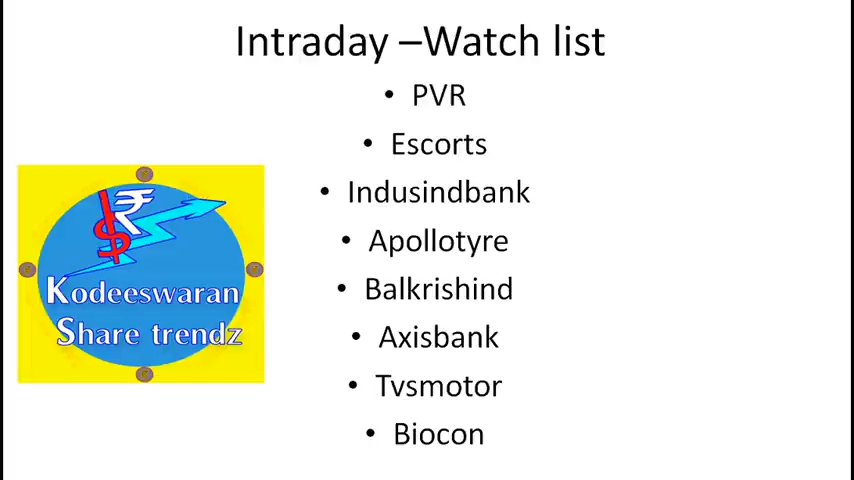 Intraday –Watch list
• PVR
• Escorts
• Indusindbank
• Apollotyre
• Balkrishind
• Axisbank
• Tvsmotor
• Biocon
Kodeeswaran
Share trendz